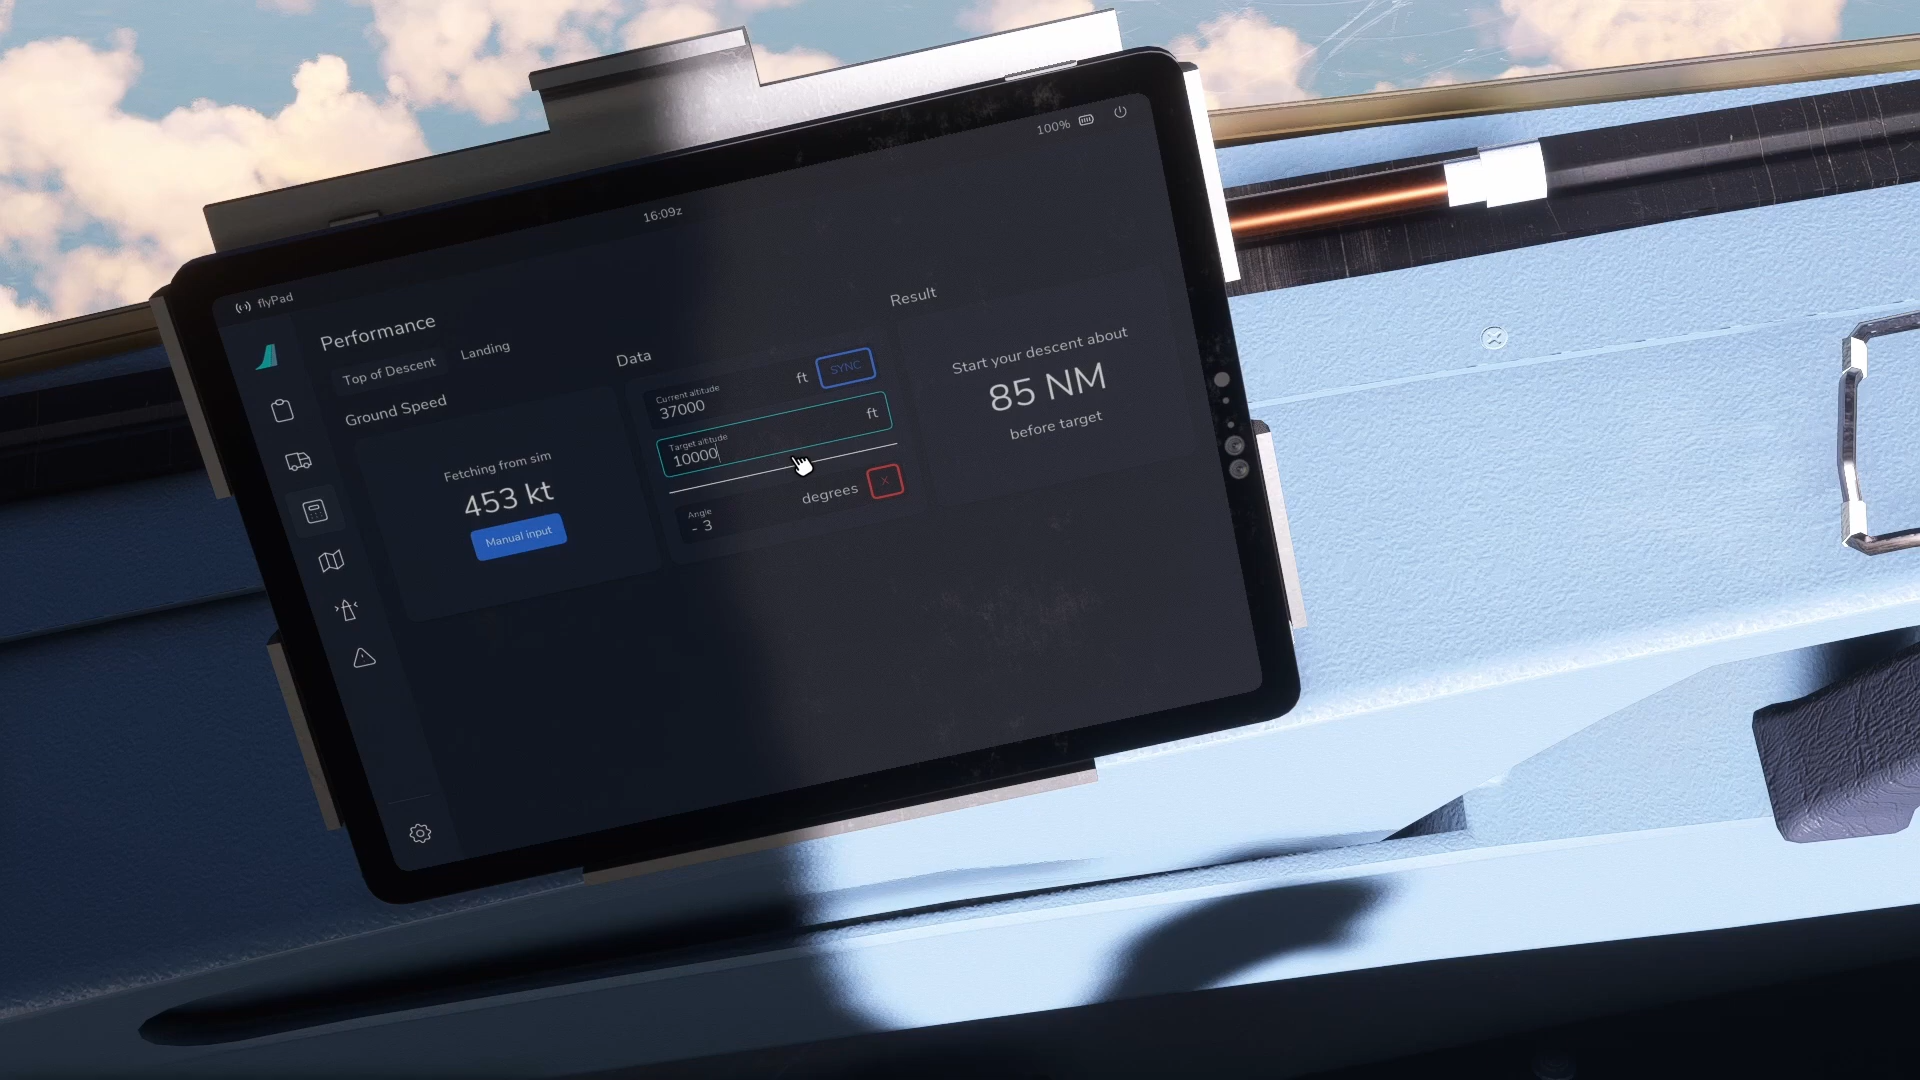 flyPad
16:09z
100%
Performance
Top of Descent
Landing
Ground Speed
Fetching from sim
453 kt
Manual input
Data
Current altitude
37000
ft
SYNC
Target altitude
10000
ft
Angle
- 3
degrees
X
Result
Start your descent about
85 NM
before target